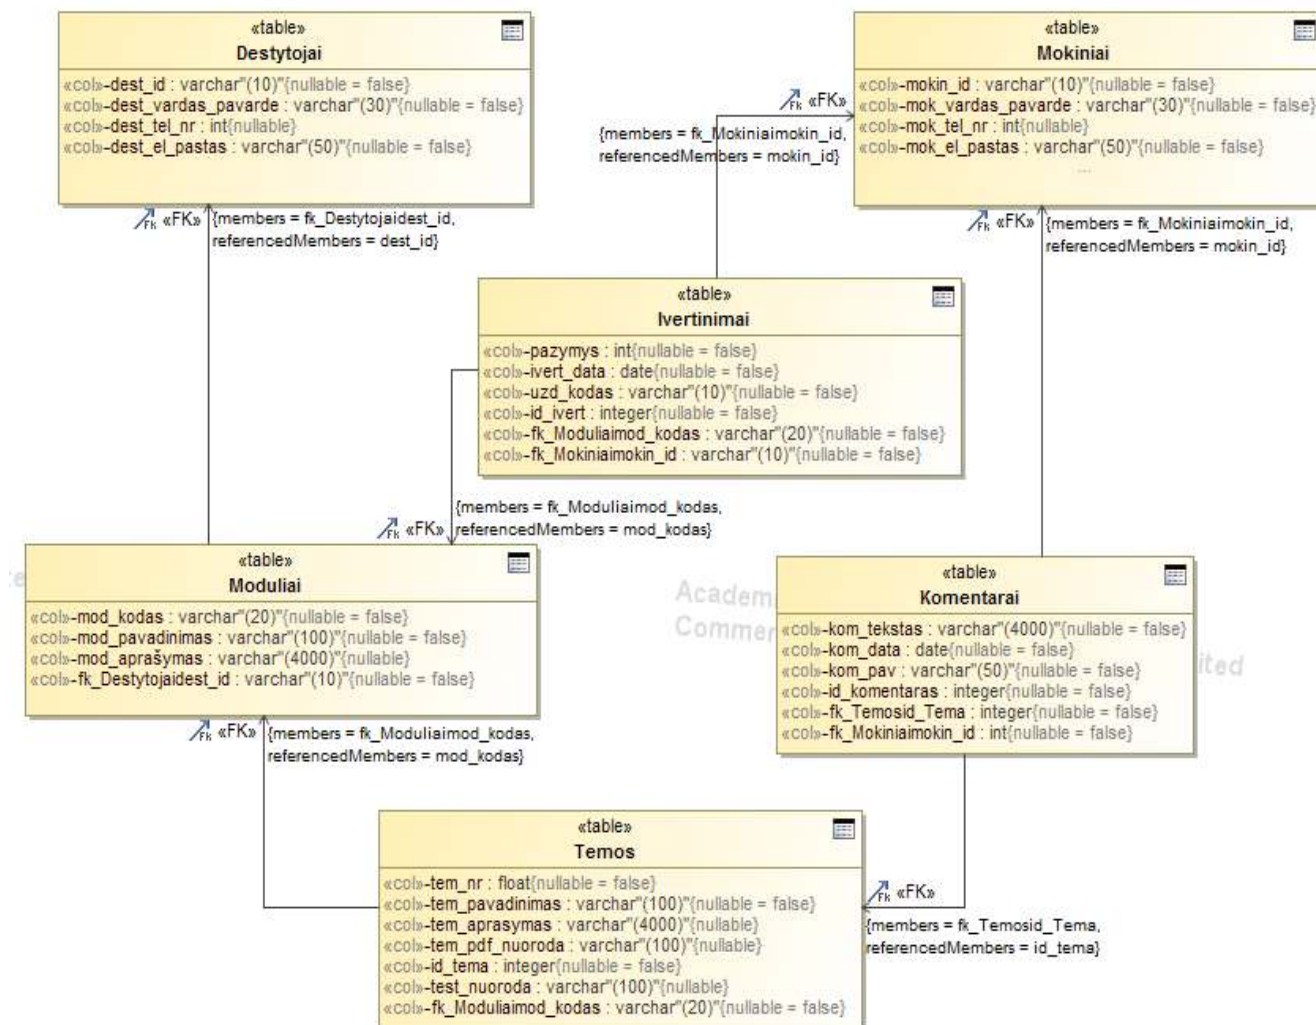 «table»
Destytojai
«col»-dest_id : varchar"(10)"{nullable = false}
«col»-dest_vardas_pavarde : varchar"(30)"{nullable = false}
«col»-dest_tel_nr : int{nullable}
«col»-dest_el_pastas : varchar"(50)"{nullable = false}
«table»
Mokiniai
«col»-mokin_id : varchar"(10)"{nullable = false}
«col»-mok_vardas_pavarde : varchar"(30)"{nullable = false}
«col»-mok_tel_nr : int{nullable}
«col»-mok_el_pastas : varchar"(50)"{nullable = false}
...
Fk «FK»
{members = fk_Mokiniaimokin_id,
referencedMembers = mokin_id}
Fk «FK»
{members = fk_Destytojaidest_id,
referencedMembers = dest_id}
Fk «FK»
{members = fk_Mokiniaimokin_id,
referencedMembers = mokin_id}
«table»
Ivertinimai
«col»-pazymys : int{nullable = false}
«col»-ivert_data : date{nullable = false}
«col»-uzd_kodas : varchar"(10)"{nullable = false}
«col»-id_ivert : integer{nullable = false}
«col»-fk_Moduliaimod_kodas : varchar"(20)"{nullable = false}
«col»-fk_Mokiniaimokin_id : varchar"(10)"{nullable = false}
Fk «FK»
{members = fk_Moduliaimod_kodas,
referencedMembers = mod_kodas}
«table»
Moduliai
«col»-mod_kodas : varchar"(20)"{nullable = false}
«col»-mod_pavadinimas : varchar"(100)"{nullable = false}
«col»-mod_aprašymas : varchar"(4000)"{nullable}
«col»-fk_Destytojaidest_id : varchar"(10)"{nullable = false}
Academ
Commer
ited
«table»
Komentarai
«col»-kom_tekstas : varchar"(4000)"{nullable = false}
«col»-kom_data : date{nullable = false}
«col»-kom_pav : varchar"(50)"{nullable = false}
«col»-id_komentaras : integer{nullable = false}
«col»-fk_Temosid_Tema : integer{nullable = false}
«col»-fk_Mokiniaimokin_id : int{nullable = false}
Fk «FK»
{members = fk_Moduliaimod_kodas,
referencedMembers = mod_kodas}
«table»
Temos
«col»-tem_nr : float{nullable = false}
«col»-tem_pavadinimas : varchar"(100)"{nullable = false}
«col»-tem_aprasymas : varchar"(4000)"{nullable}
«col»-tem_pdf_nuoroda : varchar"(100)"{nullable}
«col»-id_tema : integer{nullable = false}
«col»-test_nuoroda : varchar"(100)"{nullable}
«col»-fk_Moduliaimod_kodas : varchar"(20)"{nullable = false}
Fk «FK»
{members = fk_Temosid_Tema,
referencedMembers = id_tema}